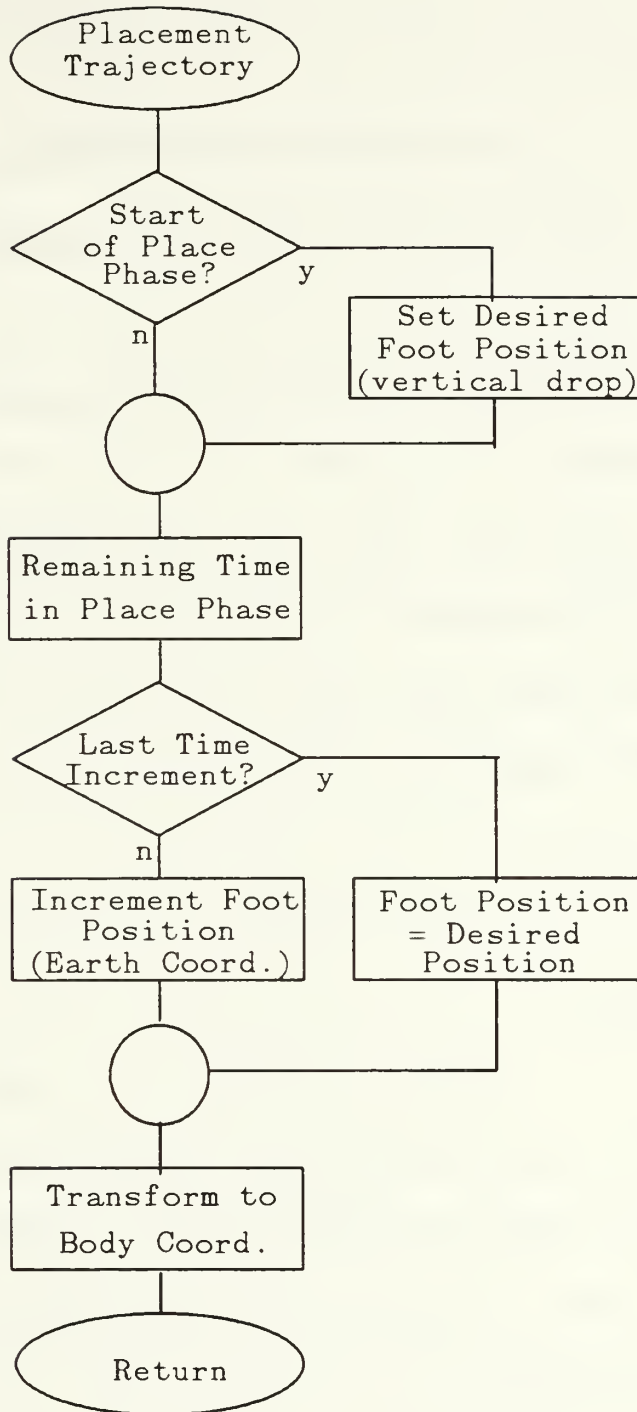 Placement
Trajectory
Start
of Place
Phase?
y
n
Set Desired
Foot Position
(vertical drop)
Remaining Time
in Place Phase
Last Time
Increment?
y
n
Increment Foot
Position
(Earth Coord.)
Foot Position
= Desired
Position
Transform to
Body Coord.
Return